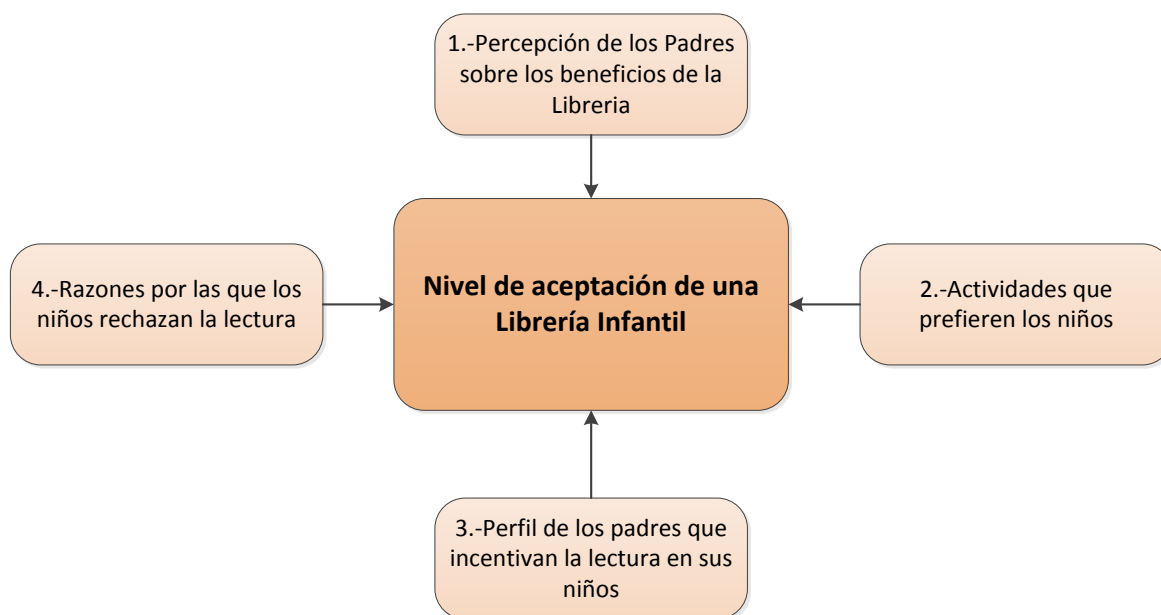 1.-Percepción de los Padres
sobre los beneficios de la
Libreria
4.-Razones por las que los
niños rechazan la lectura
Nivel de aceptación de una
Librería Infantil
2.-Actividades que
prefieren los niños
3.-Perfil de los padres que
incentivan la lectura en sus
niños